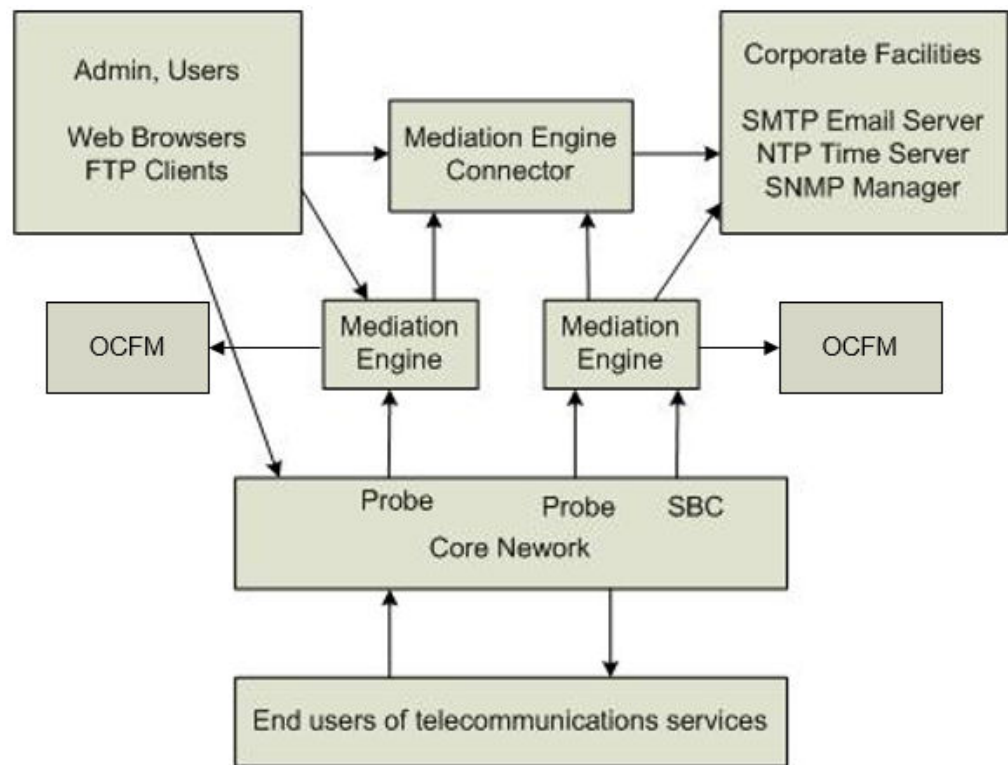 Admin, Users
Web Browsers
FTP Clients
Mediation Engine
Connector
Corporate Facilities
SMTP Email Server
NTP Time Server
SNMP Manager
OCFM
Mediation
Engine
Mediation
Engine
OCFM
Probe
Probe
SBC
Core Nework
End users of telecommunications services